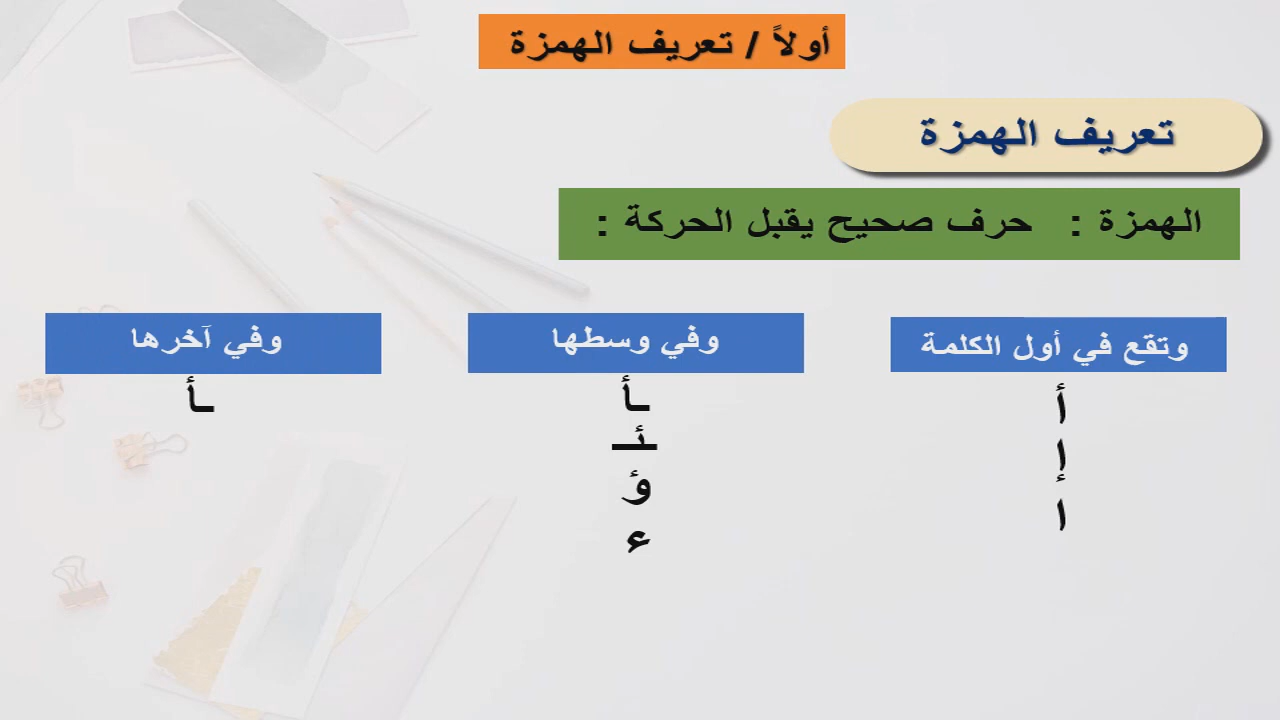 أولاً / تعريف الهمزة
تعريف الهمزة
الهمزة : حرف صحيح يقبل الحركة :
وتقع في أول الكلمة
أ
إ
ا
وفي وسطها
ـأ
ـئـ
ؤ
ء
وفي آخرها
ـأ